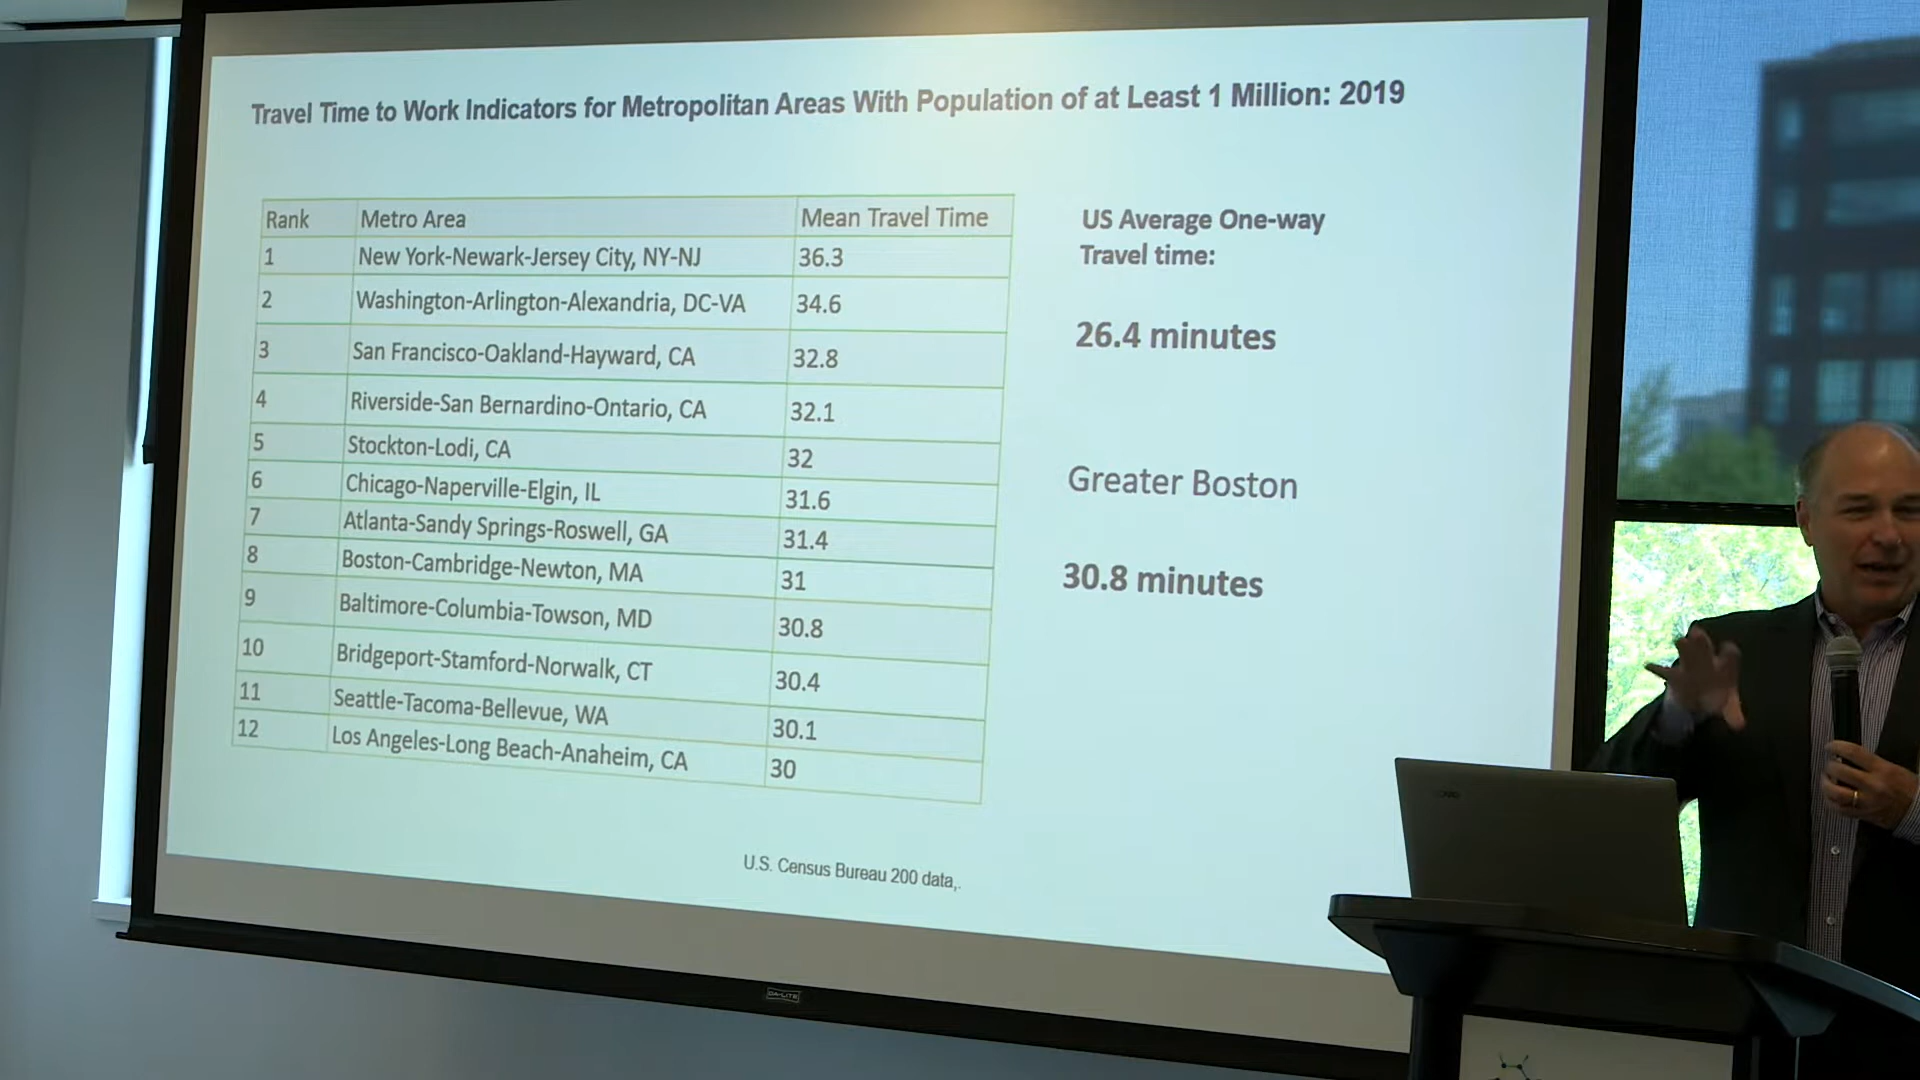 Travel Time to Work Indicators for Metropolitan Areas With Population of at Least 1 Million: 2019
Rank Metro Area Mean Travel Time
1 New York-Newark-Jersey City, NY-NJ 36.3
2 Washington-Arlington-Alexandria, DC-VA 34.6
3 San Francisco-Oakland-Hayward, CA 32.8
4 Riverside-San Bernardino-Ontario, CA 32.1
5 Stockton-Lodi, CA 32
6 Chicago-Naperville-Elgin, IL 31.6
7 Atlanta-Sandy Springs-Roswell, GA 31.4
8 Boston-Cambridge-Newton, MA 31
9 Baltimore-Columbia-Towson, MD 30.8
10 Bridgeport-Stamford-Norwalk, CT 30.4
11 Seattle-Tacoma-Bellevue, WA 30.1
12 Los Angeles-Long Beach-Anaheim, CA 30
US Average One-way
Travel time:
26.4 minutes
Greater Boston
30.8 minutes
U.S. Census Bureau 200 data,.
DA-LITE